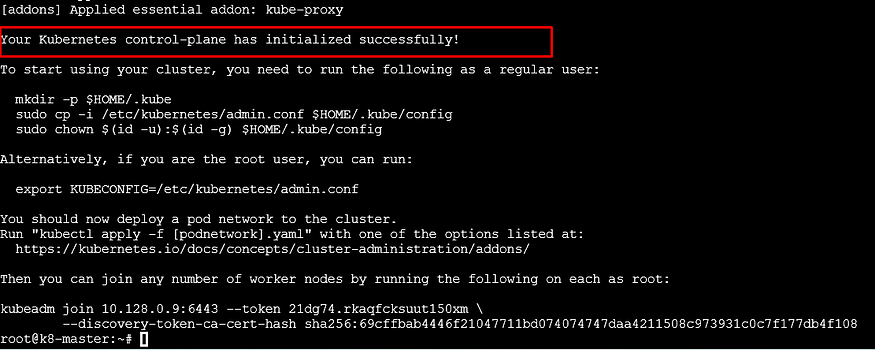 [addons] Applied essential addon: kube-proxy
Your Kubernetes control-plane has initialized successfully!
To start using your cluster, you need to run the following as a regular user:
mkdir -p $HOME/.kube
sudo cp -i /etc/kubernetes/admin.conf $HOME/.kube/config
sudo chown $(id -u):$(id -g) $HOME/.kube/config
Alternatively, if you are the root user, you can run:
export KUBECONFIG=/etc/kubernetes/admin.conf
You should now deploy a pod network to the cluster.
Run "kubectl apply -f [podnetwork].yaml" with one of the options listed at:
https://kubernetes.io/docs/concepts/cluster-administration/addons/
Then you can join any number of worker nodes by running the following on each as root:
kubeadm join 10.128.0.9:6443 --token 21dg74.rkaqfcksuut150xm \
--discovery-token-ca-cert-hash sha256:69cffbab4446f21047711bd074074747daa4211508c973931c0c7f177db4f108
root@k8-master:~#